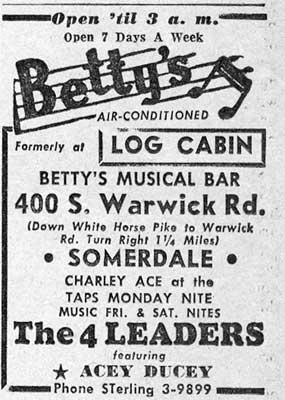 Open 'til 3 a. m.
Open 7 Days A Week
Betty's
AIR-CONDITIONED
Formerly at LOG CABIN
BETTY'S MUSICAL BAR
400 S. Warwick Rd.
(Down White Horse Pike to Warwick
Rd. Turn Right 1¼ Miles)
• SOMERDALE •
CHARLEY ACE at the
TAPS MONDAY NITE
MUSIC FRI. & SAT. NITES
The 4 LEADERS
featuring
★ ACEY DUCEY
Phone STerling 3-9899